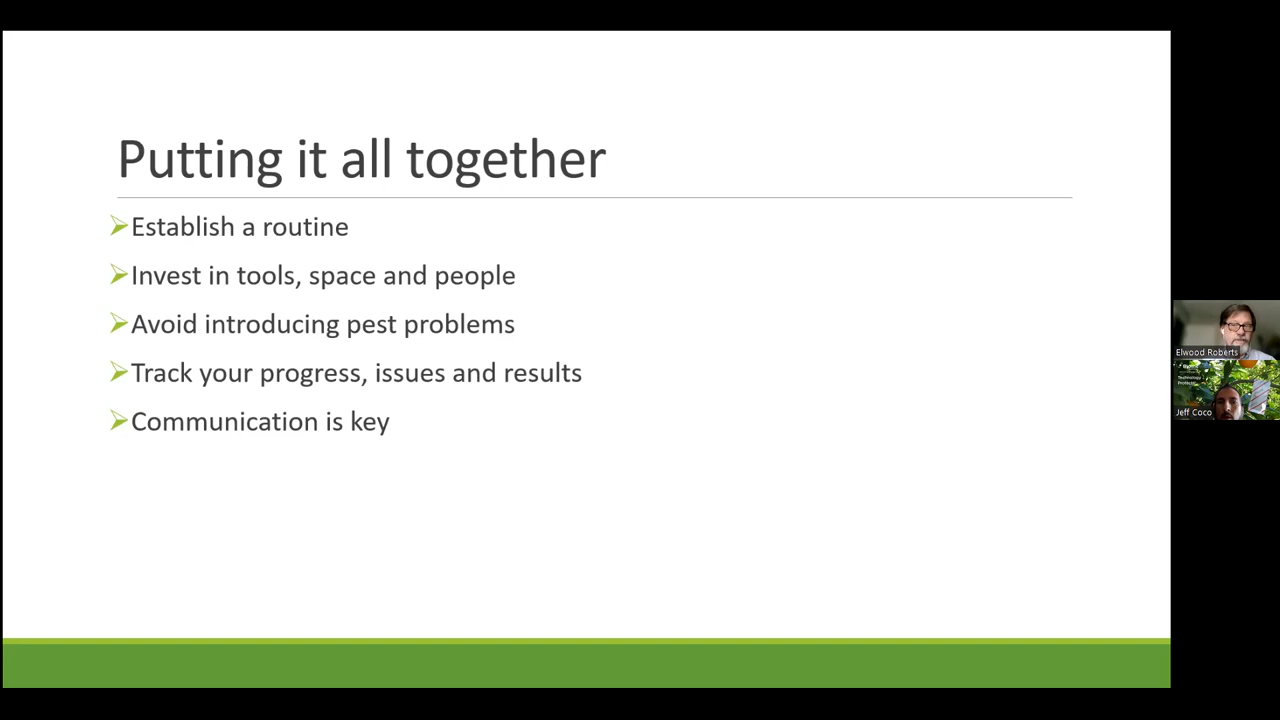 Putting it all together
Establish a routine
Invest in tools, space and people
Avoid introducing pest problems
Track your progress, issues and results
Communication is key
Elwood Roberts
Technology
Jeff Coco